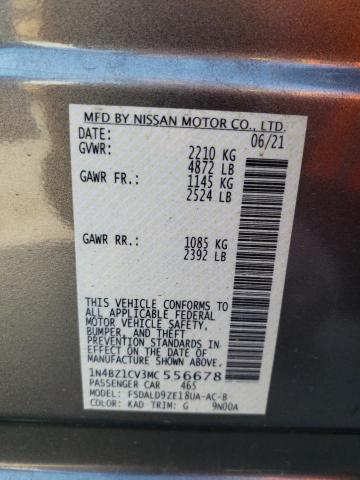 MFD BY NISSAN MOTOR CO., LTD.
DATE: 06/21
GVWR: 2210 KG
4872 LB
GAWR FR.: 1145 KG
2524 LB
GAWR RR.: 1085 KG
2392 LB
THIS VEHICLE CONFORMS TO
ALL APPLICABLE FEDERAL
MOTOR VEHICLE SAFETY,
BUMPER, AND THEFT
PREVENTION STANDARDS IN
EFFECT ON THE DATE OF
MANUFACTURE SHOWN ABOVE.
1N4BZ1CV3MC 556678
PASSENGER CAR 465
MODEL: FSDALD9ZE18UA-AC-B
COLOR: KAD TRIM: G 9N00A